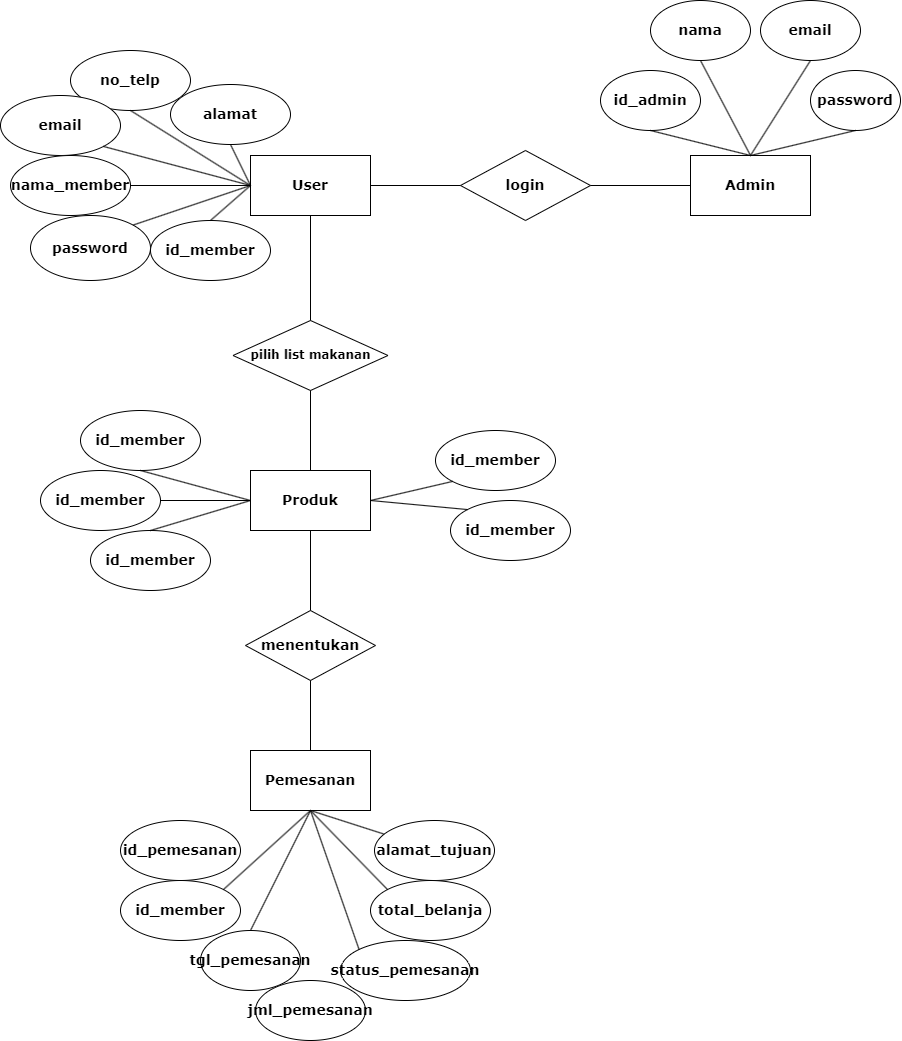 nama
email
no_telp
id_admin
password
alamat
email
nama_member
User
login
Admin
password
id_member
pilih list makanan
id_member
id_member
id_member
Produk
id_member
id_member
menentukan
Pemesanan
id_pemesanan
alamat_tujuan
id_member
total_belanja
tgl_pemesanan
status_pemesanan
jml_pemesanan